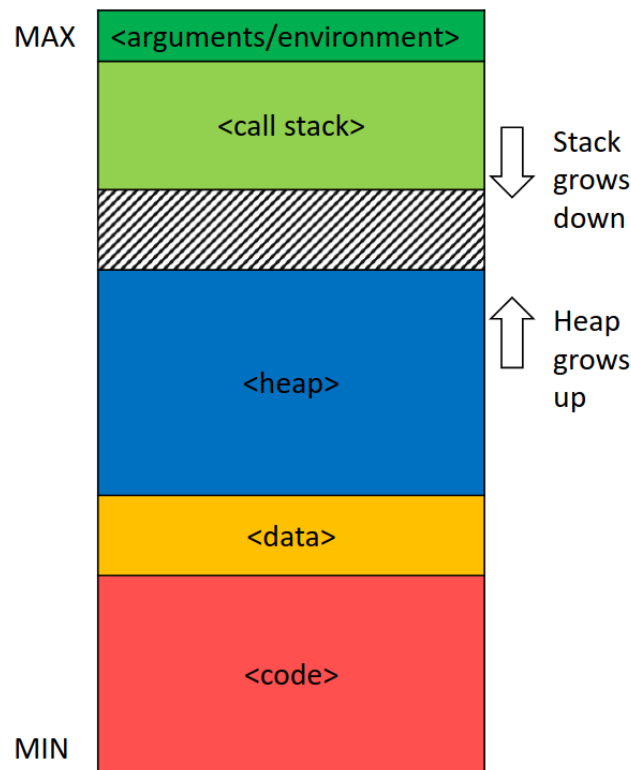 MAX
<arguments/environment>
<call stack>
Stack
grows
down
Heap
grows
up
<heap>
<data>
<code>
MIN